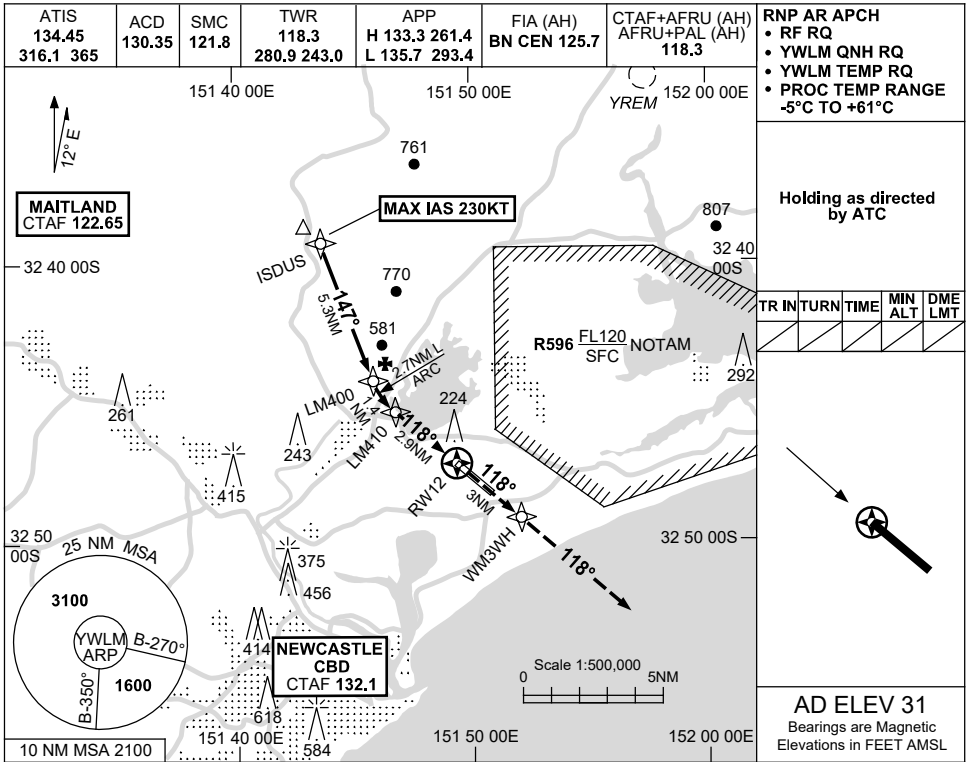 ATIS
134.45
316.1 365
ACD
130.35
SMC
121.8
TWR
118.3
280.9 243.0
APP
H 133.3 261.4
L 135.7 293.4
FIA (AH)
BN CEN 125.7
CTAF+AFRU (AH)
AFRU+PAL (AH)
118.3
RNP AR APCH
• RF RQ
• YWLM QNH RQ
• YWLM TEMP RQ
• PROC TEMP RANGE
-5°C TO +61°C
151 40 00E
151 50 00E
152 00 00E
YREM
12° E
761
MAITLAND
CTAF 122.65
MAX IAS 230KT
807
Holding as directed
by ATC
ISDUS
32 40 00S
32 40
00S
770
147°
5.3NM
581
R596 FL120
SFC
NOTAM
TR IN
TURN
TIME
MIN
ALT
DME
LMT
292
2.7NM L
ARC
LM400
1.4
NM
261
243
224
LM410
118°
2.9NM
415
RW12
118°
3NM
WM3WH
118°
32 50
00S
32 50 00S
25 NM MSA
375
456
3100
YWLM
ARP
B-270°
B-350°
1600
414
NEWCASTLE
CBD
CTAF 132.1
618
584
Scale 1:500,000
0
5NM
10 NM MSA 2100
151 40 00E
151 50 00E
152 00 00E
AD ELEV 31
Bearings are Magnetic
Elevations in FEET AMSL